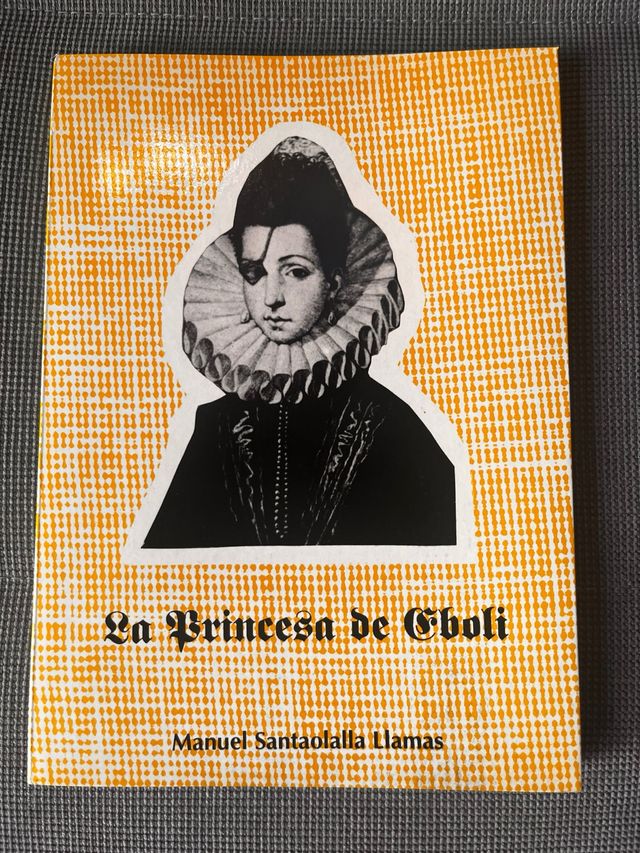 La Princesa de Eboli
Manuel Santaolalla Llamas